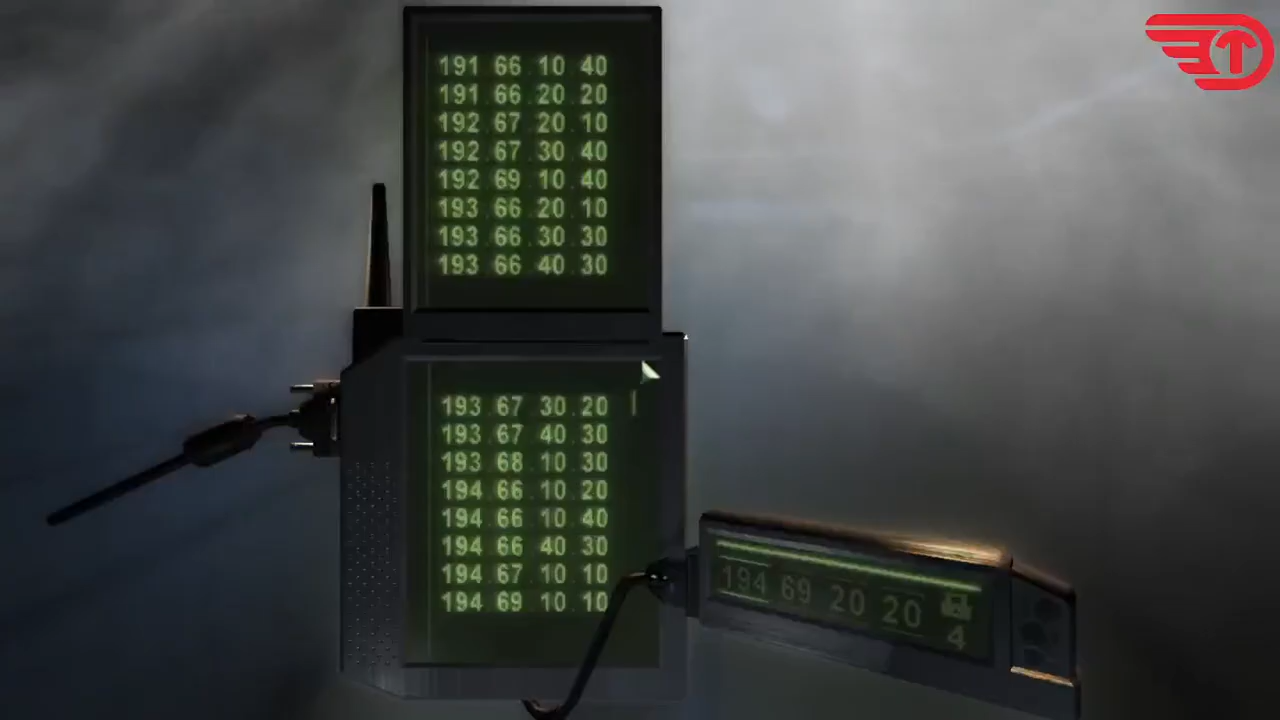 191 66 10 40
191 66 20 20
192 67 20 10
192 67 30 40
192 69 10 40
193 66 20 10
193 66 30 30
193 66 40 30
193 67 30 20
193 67 40 30
193 68 10 30
194 66 10 20
194 66 10 40
194 66 40 30
194 67 10 10
194 69 10 10
194 69 20 20
4